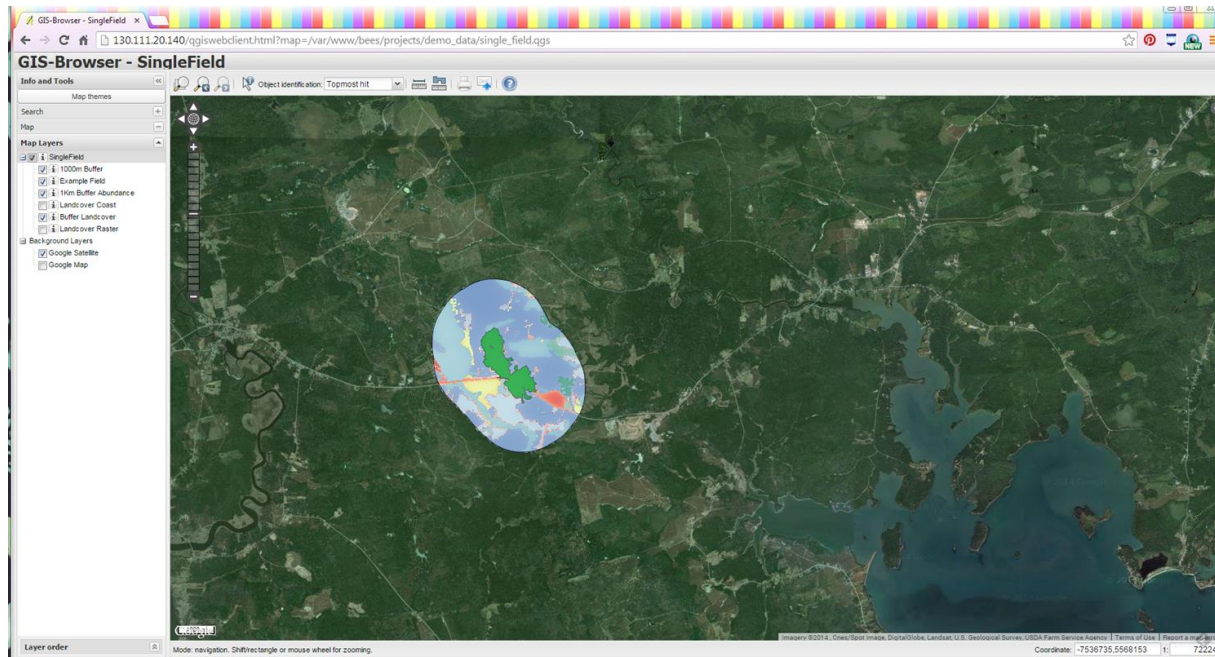 GIS-Browser - SingleField
130.111.20.140/qgiswebclient.html?map=/var/www/bees/projects/demo_data/single_field.qgs
NEW
GIS-Browser - SingleField
Info and Tools
Map themes
Object identification: Topmost hit
Search
Map
Map Layers
SingleField
1000m Buffer
Example Field
1Km Buffer Abundance
Landcover Coast
Buffer Landcover
Landcover Raster
Background Layers
Google Satellite
Google Map
Imagery ©2014 , Cnes/Spot Image, DigitalGlobe, Landsat, U.S. Geological Survey, USDA Farm Service Agency
Terms of Use
Layer order
Mode: navigation. Shift/rectangle or mouse wheel for zooming.
Coordinate: -7536735,5568153 1: 72224